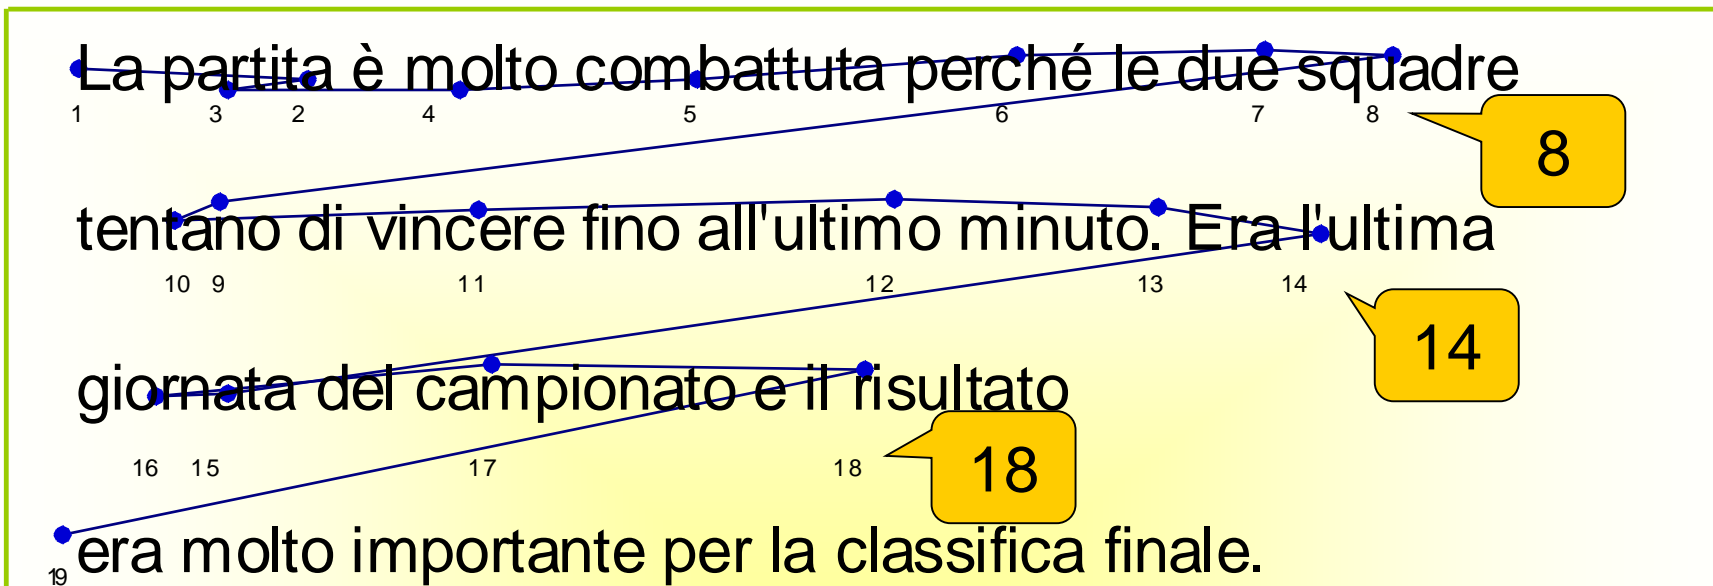 La partita è molto combattuta perché le due squadre
1 3 2 4 5 6 7 8
8
tentano di vincere fino all'ultimo minuto. Era l'ultima
10 9 11 12 13 14
14
giornata del campionato e il risultato
16 15 17 18
18
era molto importante per la classifica finale.
19